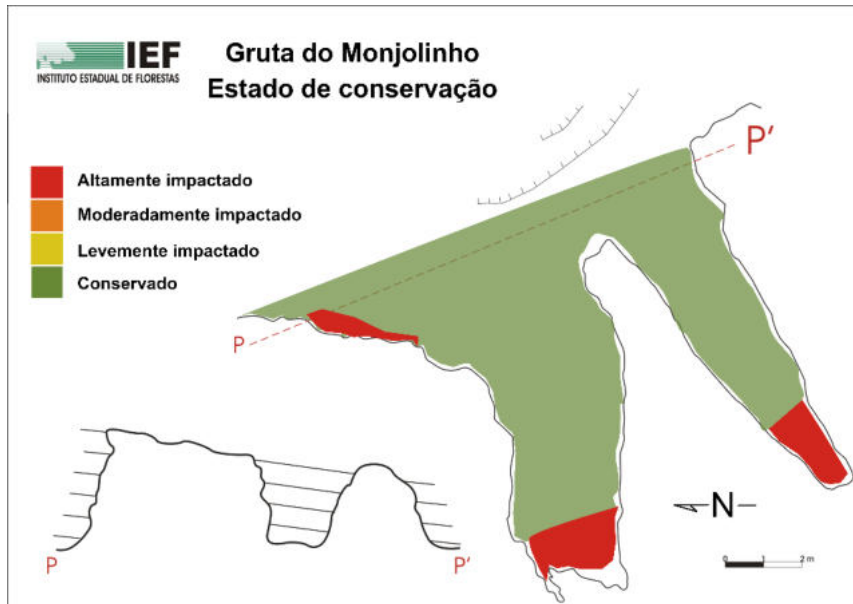 IEF
INSTITUTO ESTADUAL DE FLORESTAS
Gruta do Monjolinho
Estado de conservação
P'
Altamente impactado
Moderadamente impactado
Levemente impactado
Conservado
P
N
0 1 2 m
P P'